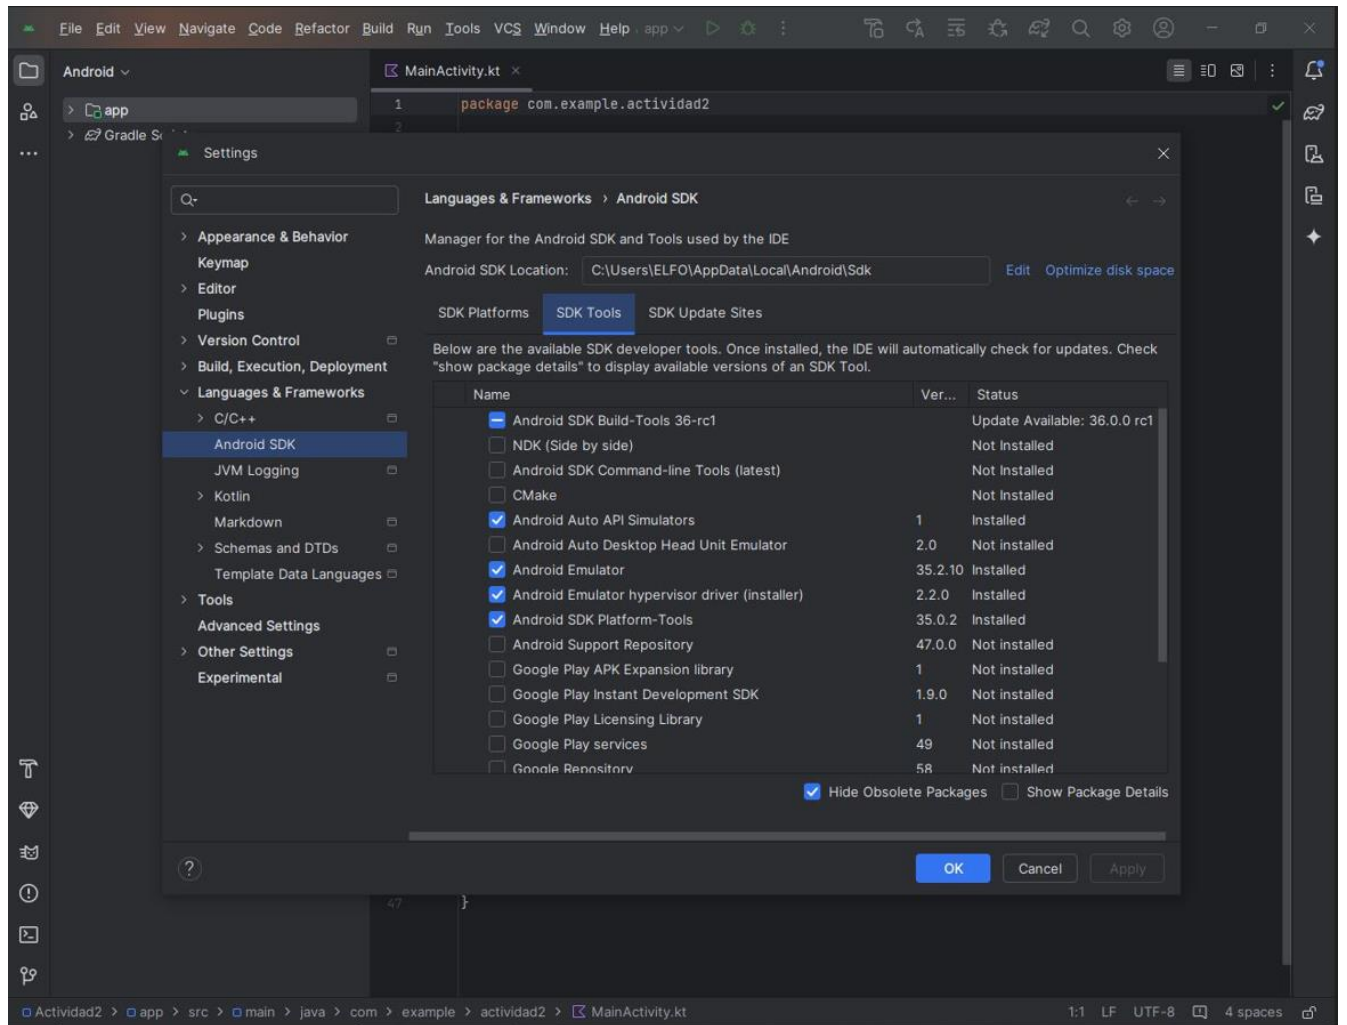 File Edit View Navigate Code Refactor Build Run Tools VCS Window Help app
Android
MainActivity.kt
app
1 package com.example.actividad2
Gradle
2
Settings
Languages & Frameworks › Android SDK
Appearance & Behavior
Keymap
Editor
Plugins
Version Control
Build, Execution, Deployment
Languages & Frameworks
C/C++
Android SDK
JVM Logging
Kotlin
Markdown
Schemas and DTDs
Template Data Languages
Tools
Advanced Settings
Other Settings
Experimental
Manager for the Android SDK and Tools used by the IDE
Android SDK Location: C:\Users\ELFO\AppData\Local\Android\Sdk Edit Optimize disk space
SDK Platforms SDK Tools SDK Update Sites
Below are the available SDK developer tools. Once installed, the IDE will automatically check for updates. Check
"show package details" to display available versions of an SDK Tool.
Name Ver... Status
Android SDK Build-Tools 36-rc1 Update Available: 36.0.0 rc1
NDK (Side by side) Not Installed
Android SDK Command-line Tools (latest) Not Installed
CMake Not Installed
Android Auto API Simulators 1 Installed
Android Auto Desktop Head Unit Emulator 2.0 Not installed
Android Emulator 35.2.10 Installed
Android Emulator hypervisor driver (installer) 2.2.0 Installed
Android SDK Platform-Tools 35.0.2 Installed
Android Support Repository 47.0.0 Not installed
Google Play APK Expansion library 1 Not installed
Google Play Instant Development SDK 1.9.0 Not installed
Google Play Licensing Library 1 Not installed
Google Play services 49 Not installed
Google Repository 58 Not installed
Hide Obsolete Packages Show Package Details
? OK Cancel Apply
47 }
Actividad2 > app > src > main > java > com > example > actividad2 > MainActivity.kt 1:1 LF UTF-8 4 spaces